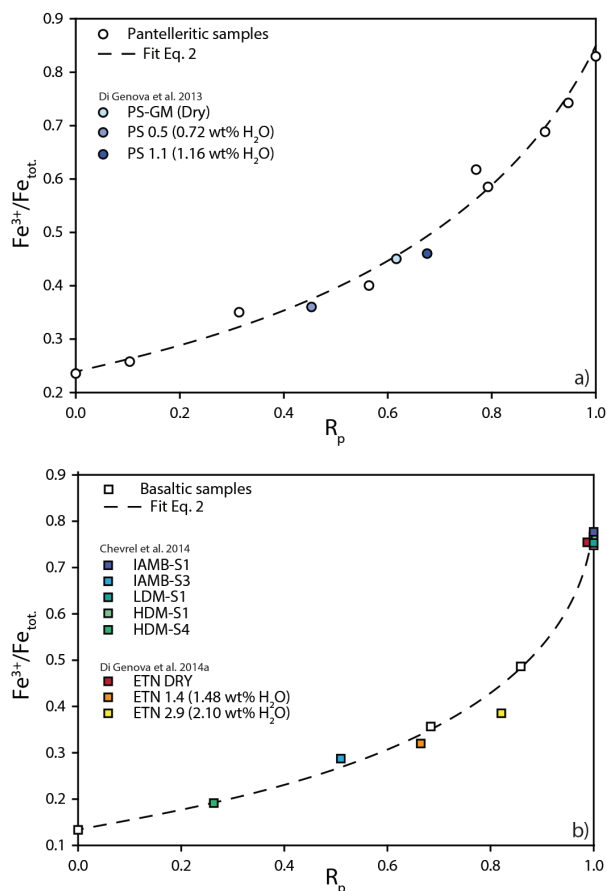 0.9
0.8
0.7
0.6
0.5
0.4
0.3
0.2
Fe³⁺/Fe_tot.
Pantelleritic samples
Fit Eq. 2
Di Genova et al. 2013
PS-GM (Dry)
PS 0.5 (0.72 wt% H₂O)
PS 1.1 (1.16 wt% H₂O)
a)
0.0 0.2 0.4 0.6 0.8 1.0
Rₚ
0.9
0.8
0.7
0.6
0.5
0.4
0.3
0.2
0.1
Fe³⁺/Fe_tot.
Basaltic samples
Fit Eq. 2
Chevrel et al. 2014
IAMB-S1
IAMB-S3
LDM-S1
HDM-S1
HDM-S4
Di Genova et al. 2014a
ETN DRY
ETN 1.4 (1.48 wt% H₂O)
ETN 2.9 (2.10 wt% H₂O)
b)
0.0 0.2 0.4 0.6 0.8 1.0
Rₚ